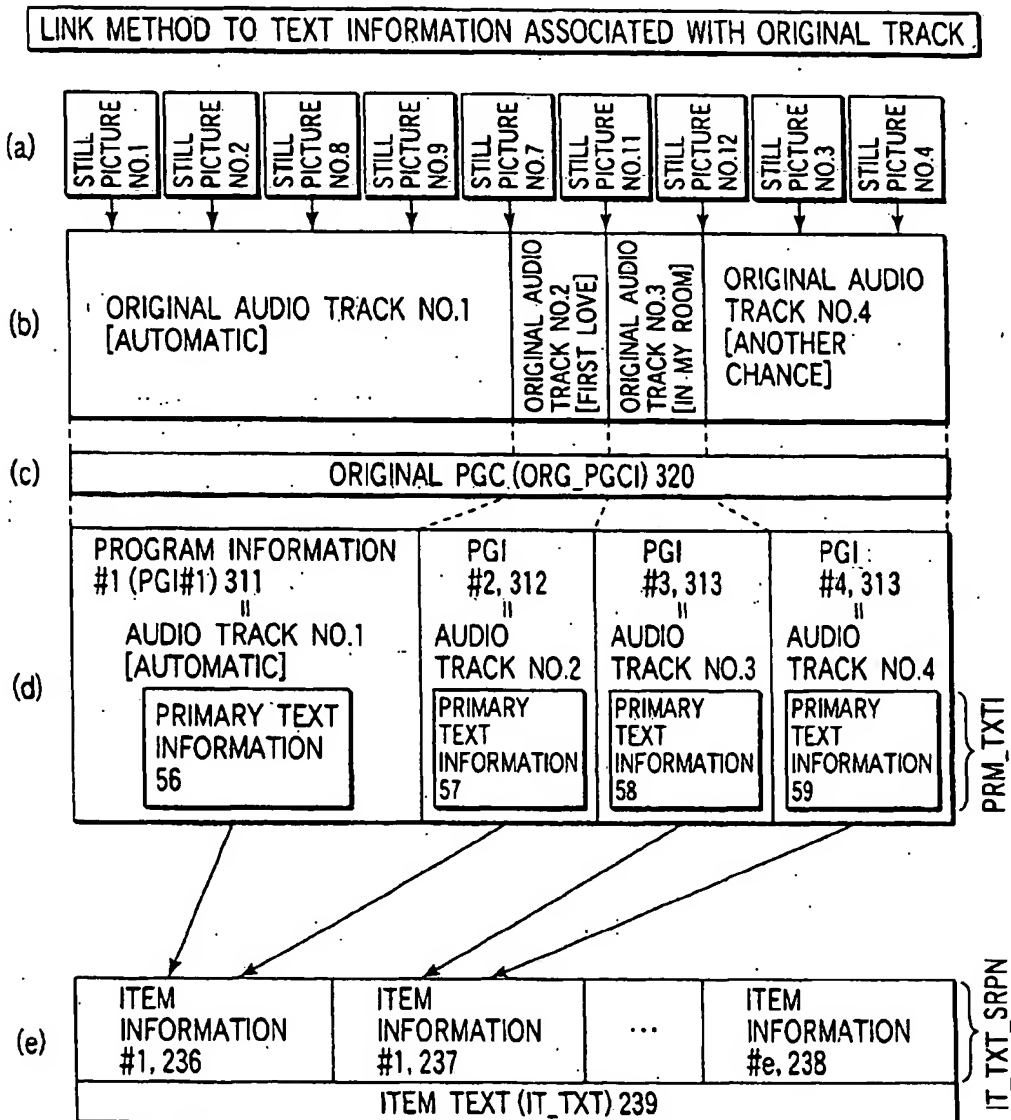 LINK METHOD TO TEXT INFORMATION ASSOCIATED WITH ORIGINAL TRACK
(a)
STILL
PICTURE
NO.1
STILL
PICTURE
NO.2
STILL
PICTURE
NO.8
STILL
PICTURE
NO.9
STILL
PICTURE
NO.7
STILL
PICTURE
NO.11
STILL
PICTURE
NO.12
STILL
PICTURE
NO.3
STILL
PICTURE
NO.4
(b)
ORIGINAL AUDIO TRACK NO.1
[AUTOMATIC]
ORIGINAL AUDIO
TRACK NO.2
[FIRST LOVE]
ORIGINAL AUDIO
TRACK NO.3
[IN MY ROOM]
ORIGINAL AUDIO
TRACK NO.4
[ANOTHER
CHANCE]
(c)
ORIGINAL PGC (ORG_PGCI) 320
(d)
PROGRAM INFORMATION
#1 (PGI#1) 311
=
AUDIO TRACK NO.1
[AUTOMATIC]
PRIMARY TEXT
INFORMATION
56
PGI
#2, 312
=
AUDIO
TRACK NO.2
PRIMARY
TEXT
INFORMATION
57
PGI
#3, 313
=
AUDIO
TRACK NO.3
PRIMARY
TEXT
INFORMATION
58
PGI
#4, 313
=
AUDIO
TRACK NO.4
PRIMARY
TEXT
INFORMATION
59
PRM_TXTI
(e)
ITEM
INFORMATION
#1, 236
ITEM
INFORMATION
#1, 237
...
ITEM
INFORMATION
#e, 238
IT_TXT_SRPN
ITEM TEXT (IT_TXT) 239